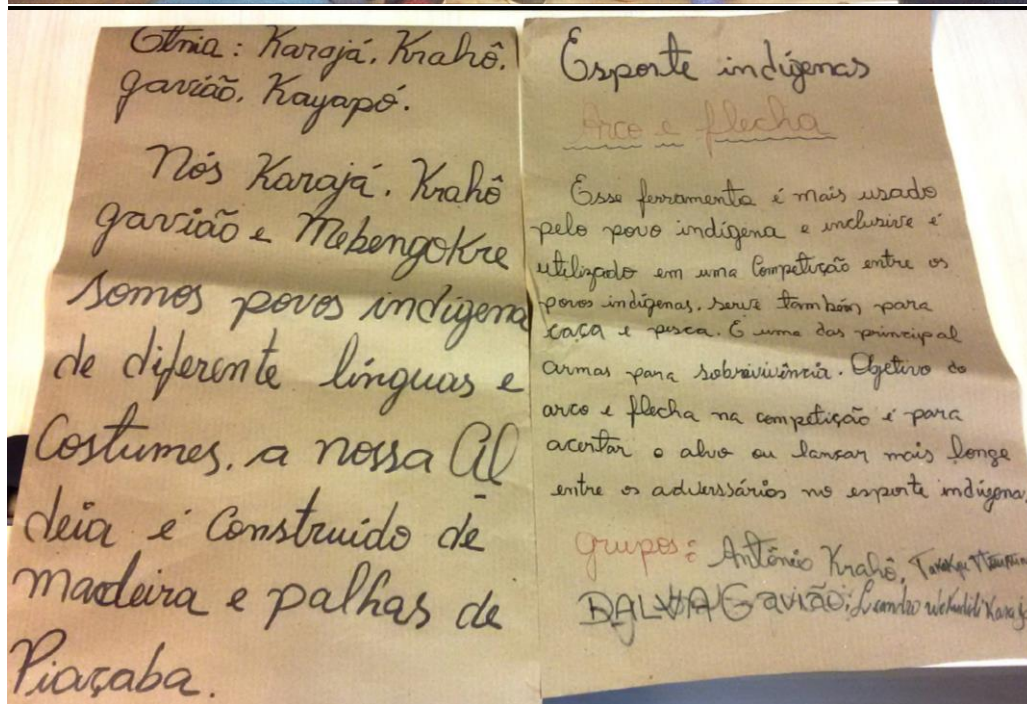 Etnia: Karajá, Krahô,
gavião, Kayapó.
Nós Karajá, Krahô
gavião e Mebengokre
somos povos indígena
de diferente línguas e
Costumes, a nossa Al
deia é Construído de
madeira e palhas de
Piaçaba.
Esporte indígenas
Arco e flecha
Esse ferramenta é mais usado
pelo povo indígena e inclusive é
utilizado em uma Competição entre os
povos indígenas, serve também para
caça e pesca. É uma das principal
armas para sobrevivência. Ogetivo do
arco e flecha na competição é para
acertar o alvo ou lançar mais longe
entre os adverssários no esporte indígena.
Grupos: Antônio Krahô,
Gavião; Leandro Karajá